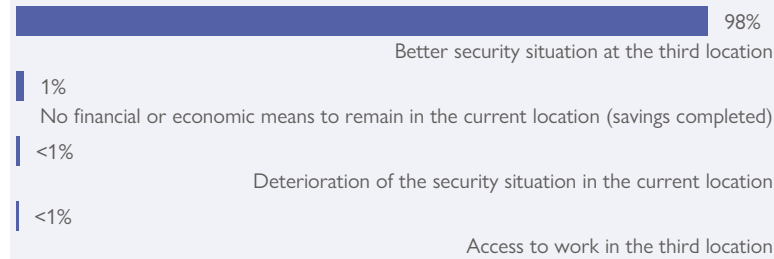 98%
Better security situation at the third location
1%
No financial or economic means to remain in the current location (savings completed)
<1%
Deterioration of the security situation in the current location
<1%
Access to work in the third location